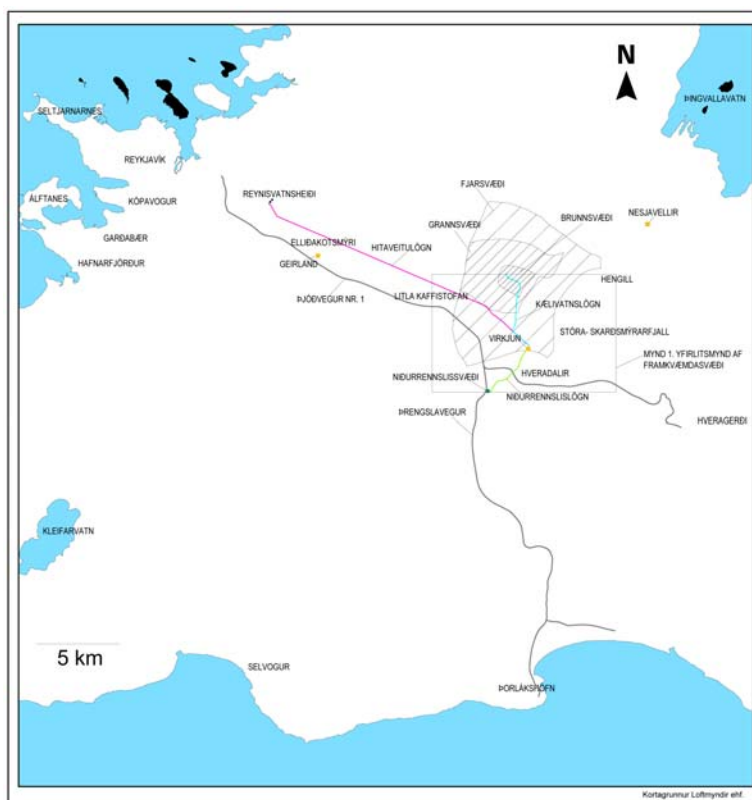 N
ÞINGVALLAVATN
SELTJARNARNES
REYKJAVÍK
FJARSVÆÐI
REYNISVATNSHEIÐI
ÁLFTANES
KÓPAVOGUR
BRUNNSVÆÐI
NESJAVELLIR
GRANNSVÆÐI
GARÐABÆR
ELLIÐAKOTSMÝRI
HITAVEITULÖGN
HAFNARFJÖRÐUR
GEIRLAND
HENGILL
ÞJÓÐVEGUR NR. 1
LITLA KAFFISTOFAN
KÆLIVATNSLÖGN
STÓRA- SKARÐSMÝRARFJALL
VIRKJUN
MYND 1. YFIRLITSMYND AF
FRAMKVÆMDASVÆÐI
HVERADALIR
NIÐURRENNSLISSVÆÐI
NIÐURRENNSLISLÖGN
ÞRENGSLAVEGUR
HVERAGERÐI
KLEIFARVATN
5 km
SELVOGUR
ÞORLÁKSHÖFN
Kortagrunnur Loftmyndir ehf.